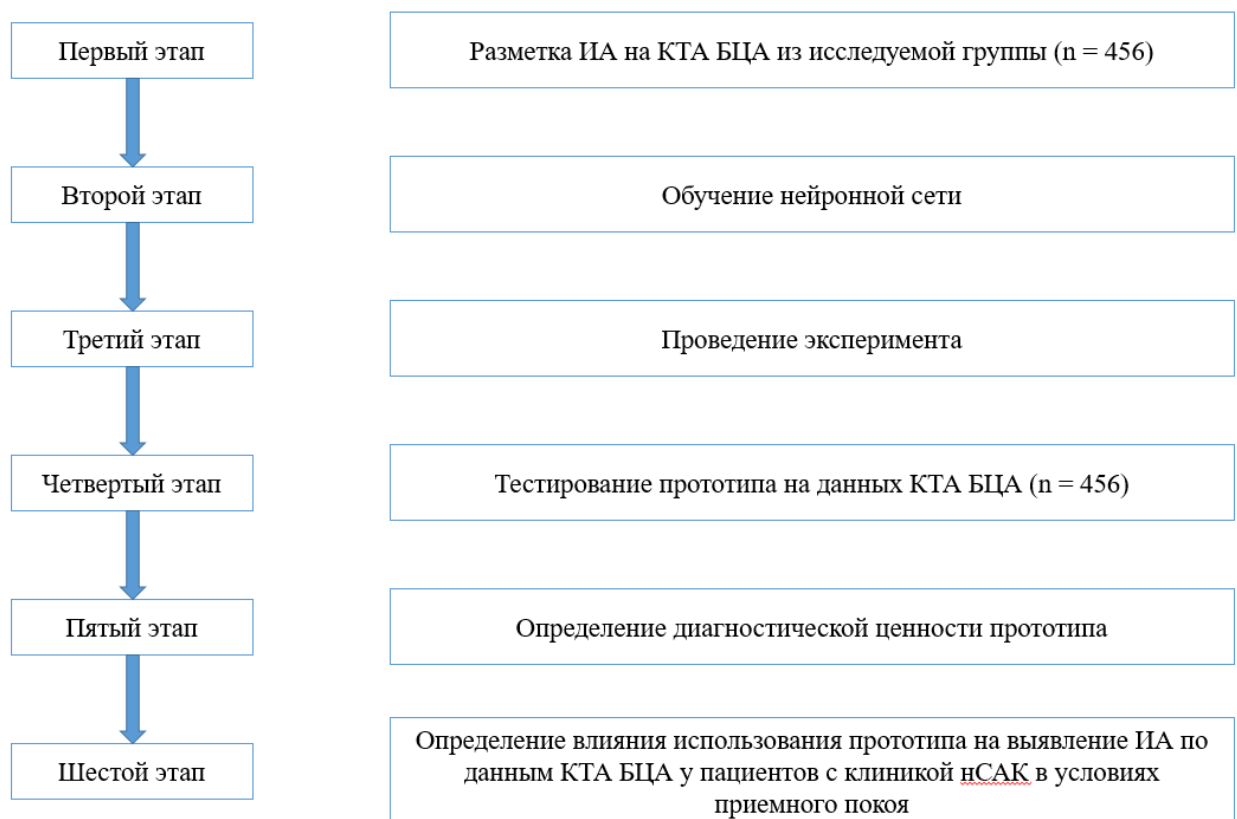 Первый этап
Разметка ИА на КТА БЦА из исследуемой группы (n = 456)
Второй этап
Обучение нейронной сети
Третий этап
Проведение эксперимента
Четвертый этап
Тестирование прототипа на данных КТА БЦА (n = 456)
Пятый этап
Определение диагностической ценности прототипа
Шестой этап
Определение влияния использования прототипа на выявление ИА по
данным КТА БЦА у пациентов с клиникой нСАК в условиях
приемного покоя